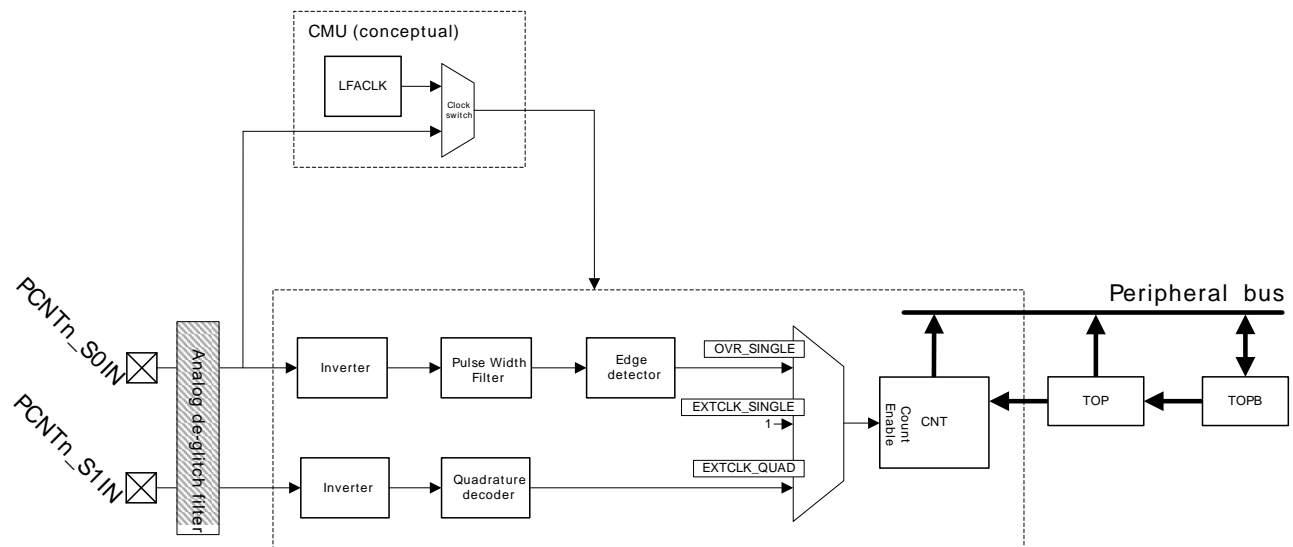 CMU (conceptual)
LFACLK
Clock
switch
Peripheral bus
PCNTn_S0IN
Analog de-glitch filter
Inverter
Pulse Width
Filter
Edge
detector
OVR_SINGLE
EXTCLK_SINGLE
1
Count
Enable
CNT
TOP
TOPB
PCNTn_S1IN
Inverter
Quadrature
decoder
EXTCLK_QUAD